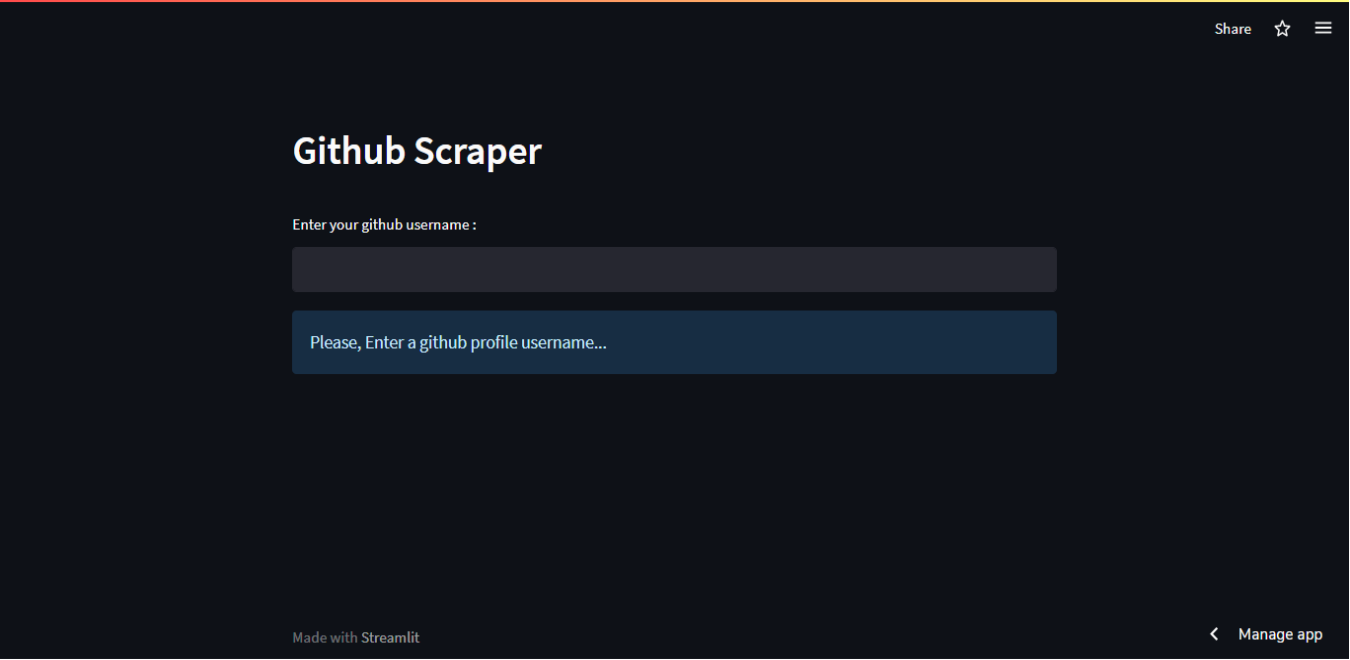 Share
Github Scraper
Enter your github username :
Please, Enter a github profile username...
Made with Streamlit
Manage app